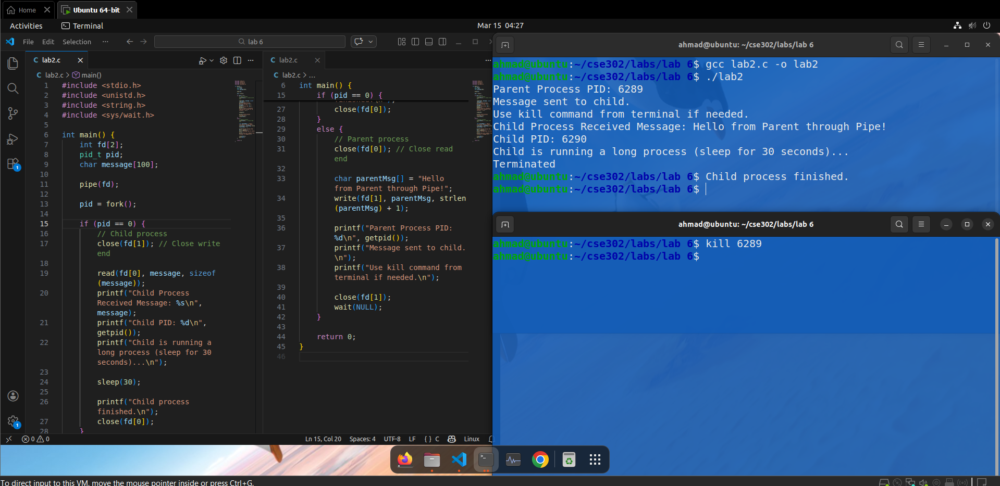 Home
Ubuntu 64-bit
Activities
Terminal
Mar 15 04:27
File Edit Selection ···
lab 6
C lab2.c
C lab2.c > main()
1 #include <stdio.h>
2 #include <unistd.h>
3 #include <string.h>
4 #include <sys/wait.h>
5
6 int main() {
7 int fd[2];
8 pid_t pid;
9 char message[100];
10
11 pipe(fd);
12
13 pid = fork();
14
15 if (pid == 0) {
16 // Child process
17 close(fd[1]); // Close write
end
18
19 read(fd[0], message, sizeof
(message));
20 printf("Child Process
Received Message: %s\n",
message);
21 printf("Child PID: %d\n",
getpid());
22 printf("Child is running a
long process (sleep for 30
seconds)...\n");
23
24 sleep(30);
25
26 printf("Child process
finished.\n");
27 close(fd[0]);
28 }
C lab2.c
C lab2.c > ...
6 int main() {
15 if (pid == 0) {
27 close(fd[0]);
28 }
29 else {
30 // Parent process
31 close(fd[0]); // Close read
end
32
33 char parentMsg[] = "Hello
from Parent through Pipe!";
34 write(fd[1], parentMsg, strlen
(parentMsg) + 1);
35
36 printf("Parent Process PID:
%d\n", getpid());
37 printf("Message sent to child.
\n");
38 printf("Use kill command from
terminal if needed.\n");
39
40 close(fd[1]);
41 wait(NULL);
42 }
43
44 return 0;
45 }
46
1
1
0 0
Ln 15, Col 20 Spaces: 4 UTF-8 LF { } C Linux
ahmad@ubuntu: ~/cse302/labs/lab 6
ahmad@ubuntu:~/cse302/labs/lab 6$ gcc lab2.c -o lab2
ahmad@ubuntu:~/cse302/labs/lab 6$ ./lab2
Parent Process PID: 6289
Message sent to child.
Use kill command from terminal if needed.
Child Process Received Message: Hello from Parent through Pipe!
Child PID: 6290
Child is running a long process (sleep for 30 seconds)...
Terminated
ahmad@ubuntu:~/cse302/labs/lab 6$ Child process finished.
ahmad@ubuntu:~/cse302/labs/lab 6$
ahmad@ubuntu: ~/cse302/labs/lab 6
ahmad@ubuntu:~/cse302/labs/lab 6$ kill 6289
ahmad@ubuntu:~/cse302/labs/lab 6$
To direct input to this VM, move the mouse pointer inside or press Ctrl+G.